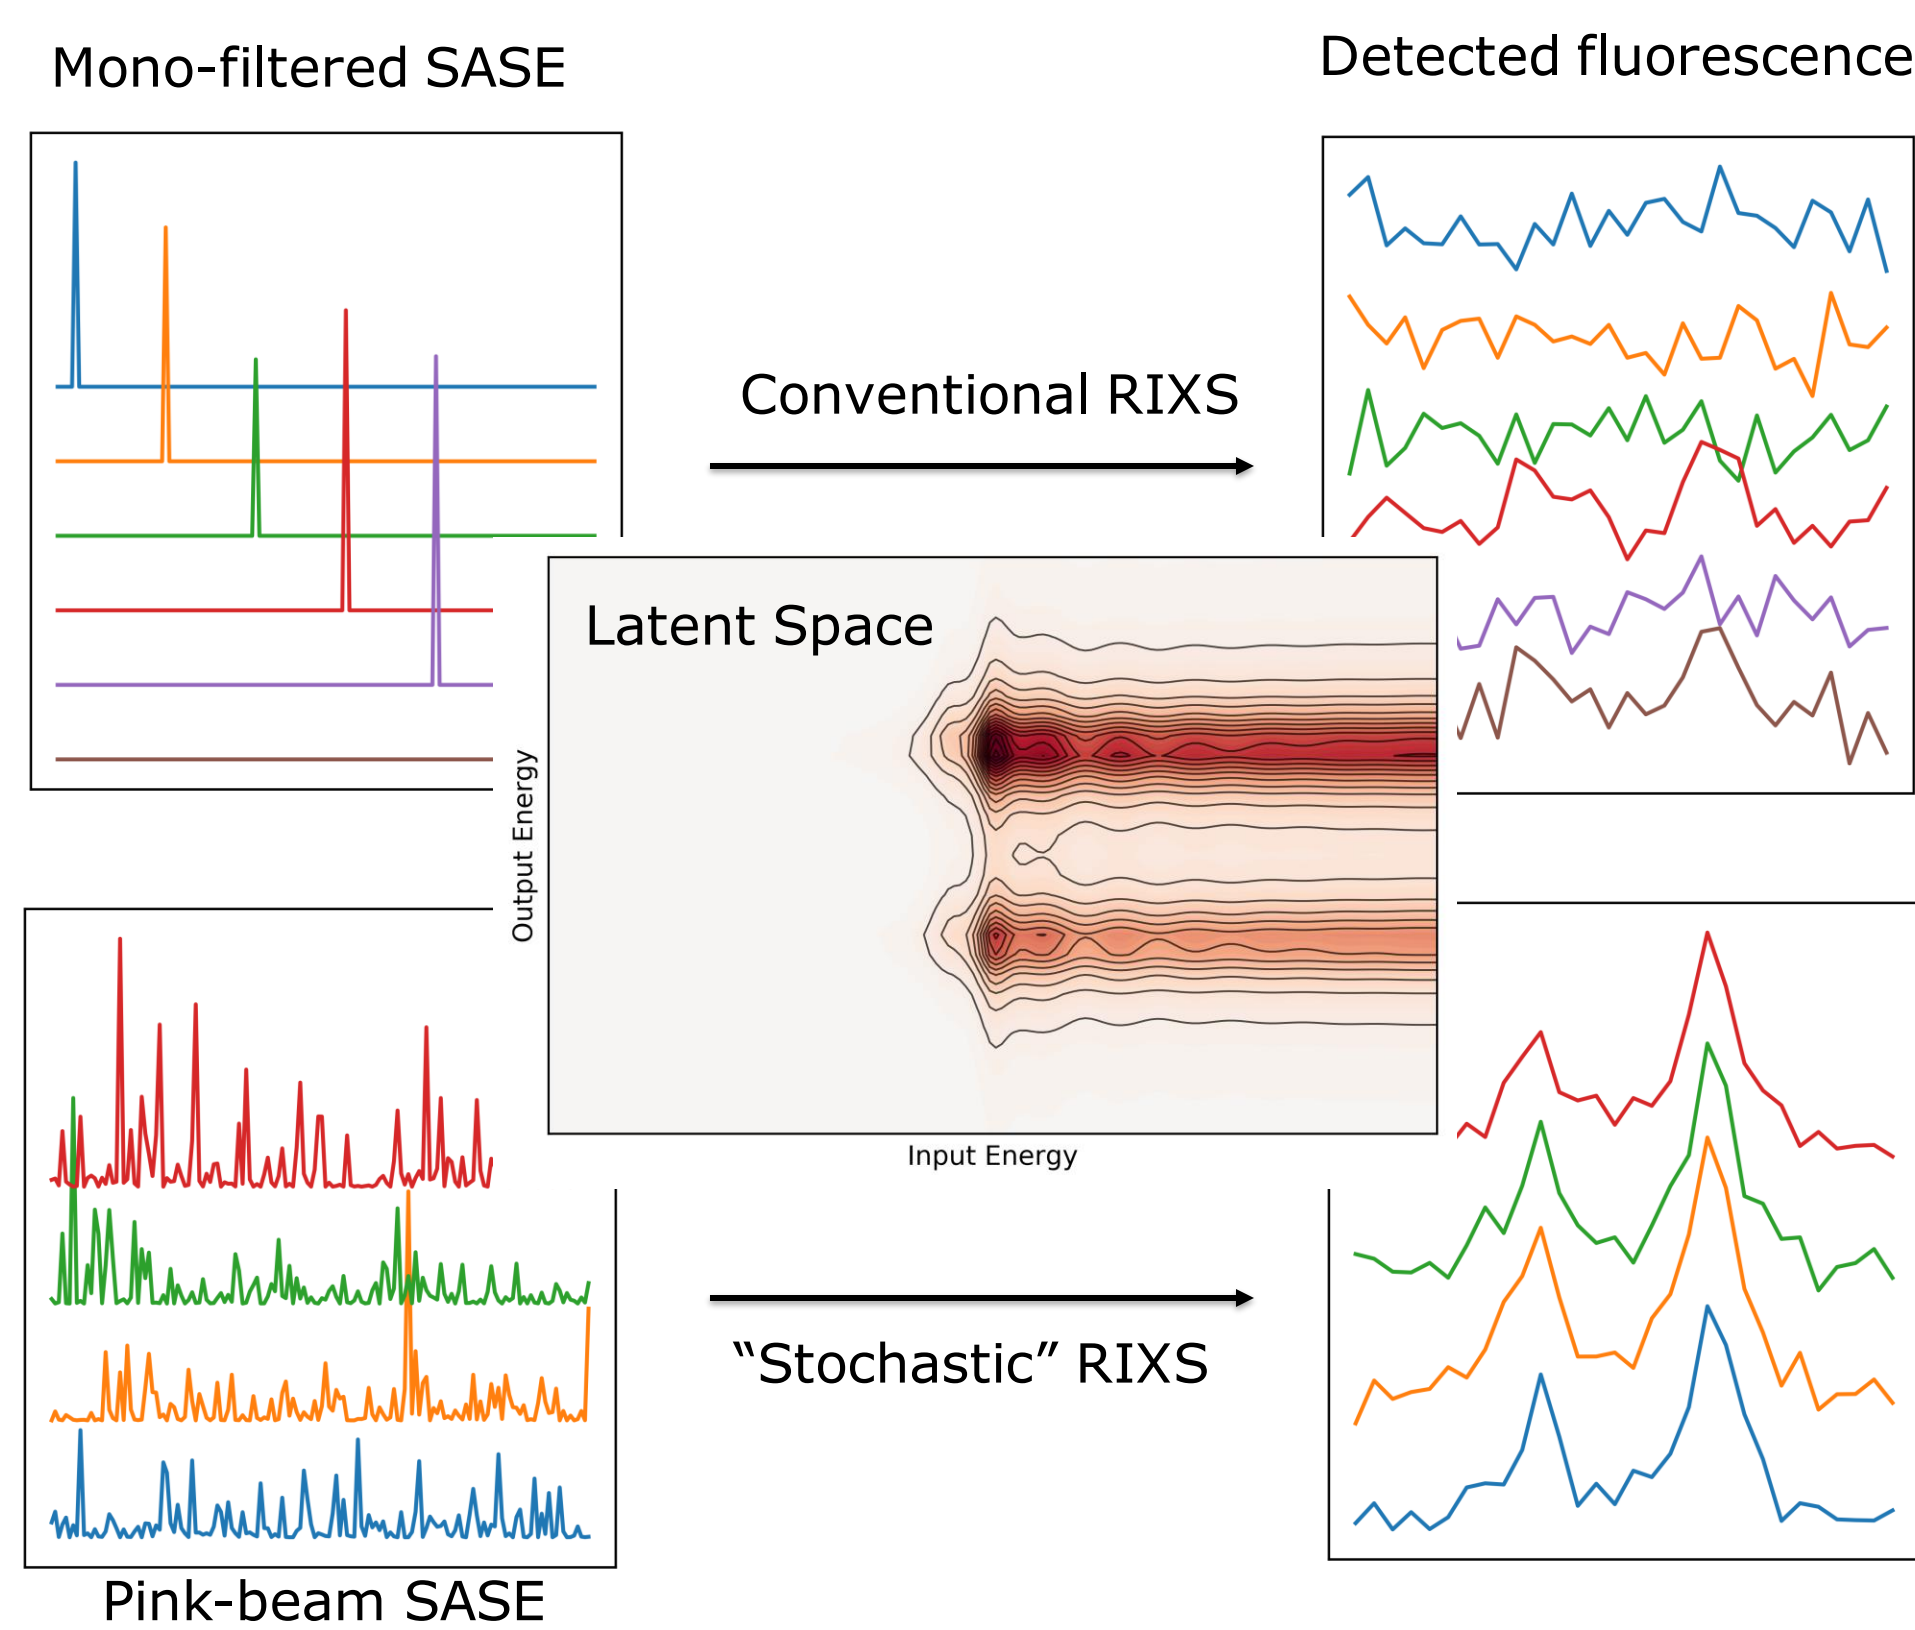 Mono-filtered SASE
Detected fluorescence
Conventional RIXS
Latent Space
Output Energy
Input Energy
“Stochastic” RIXS
Pink-beam SASE